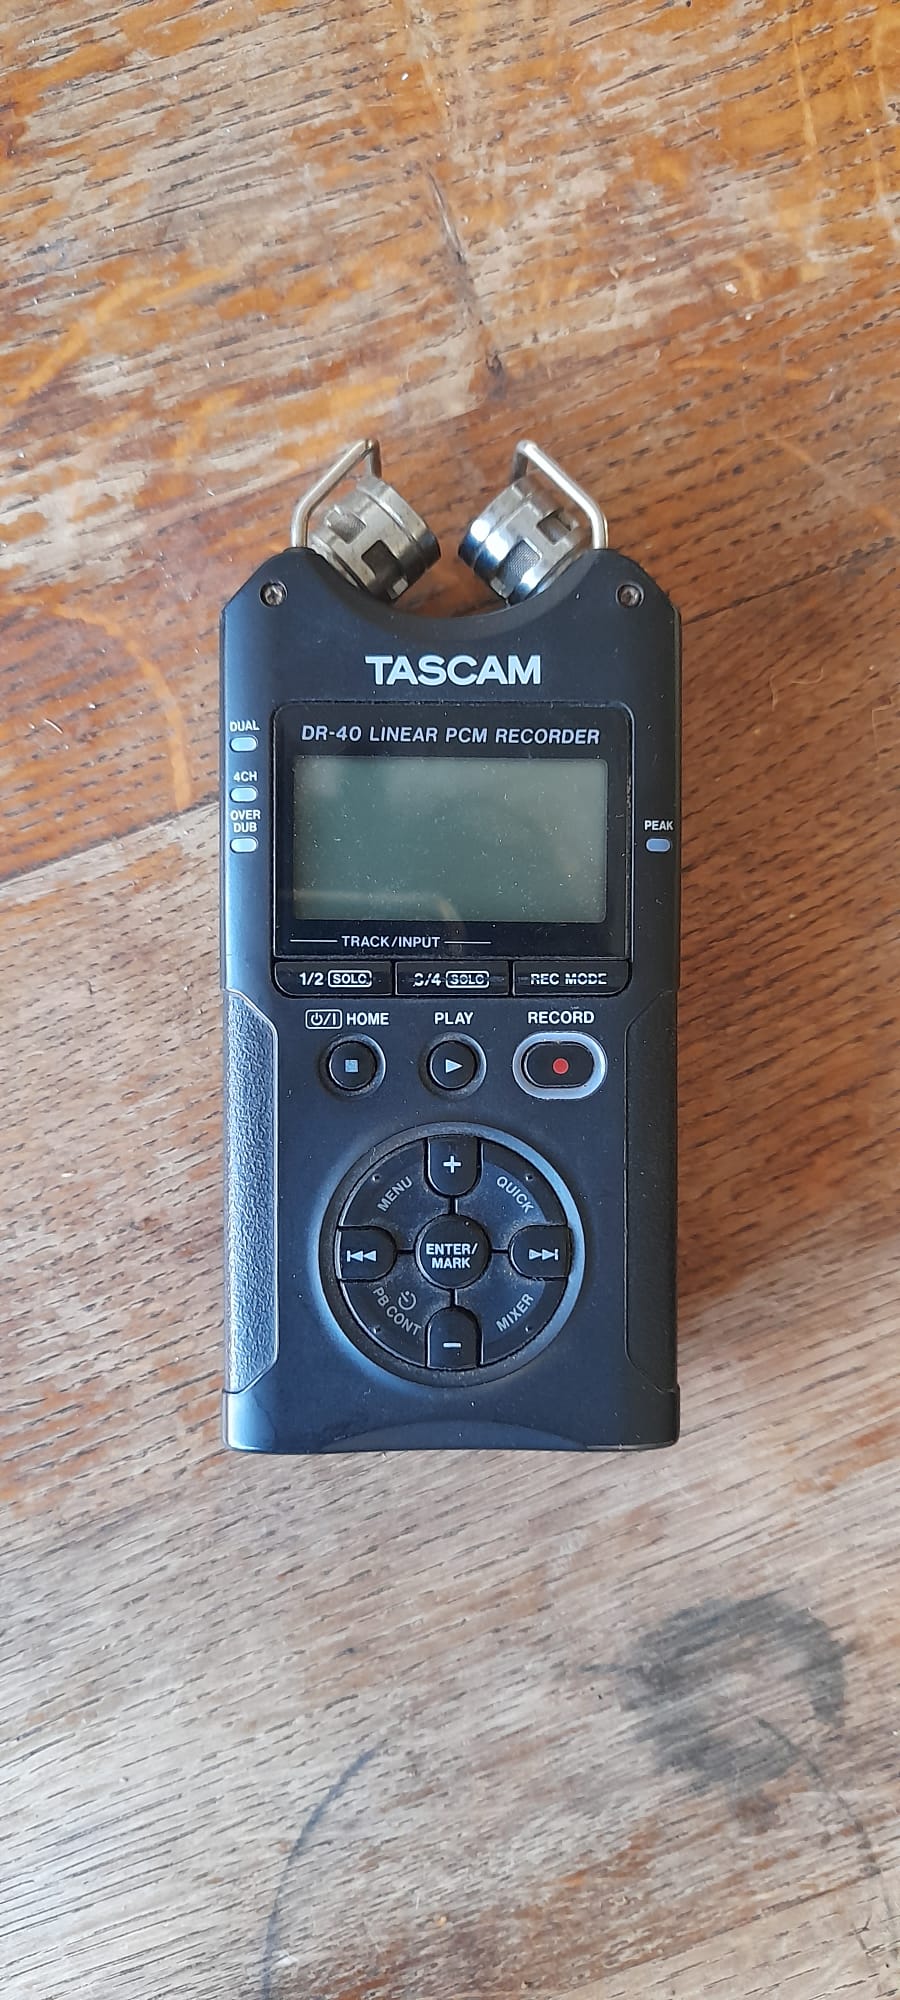 TASCAM
DR-40 LINEAR PCM RECORDER
DUAL
4CH
OVER
DUB
PEAK
TRACK/INPUT
1/2 SOLO
3/4 SOLO
REC MODE
HOME
PLAY
RECORD
MENU
QUICK
ENTER/
MARK
PB CONT
MIXER